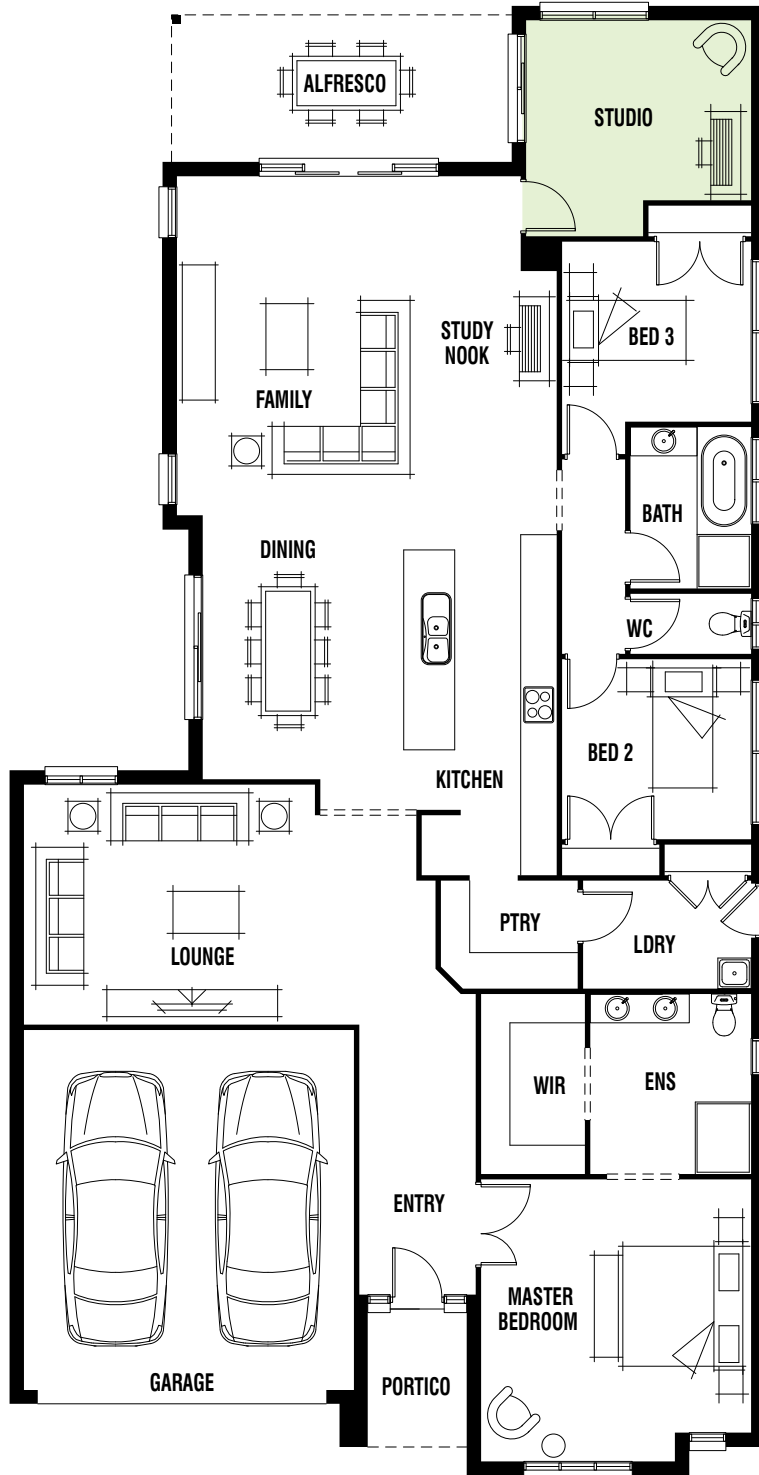 ALFRESCO
STUDIO
STUDY
NOOK
BED 3
FAMILY
BATH
DINING
WC
BED 2
KITCHEN
PTRY
LDRY
LOUNGE
WIR
ENS
ENTRY
MASTER
BEDROOM
GARAGE
PORTICO